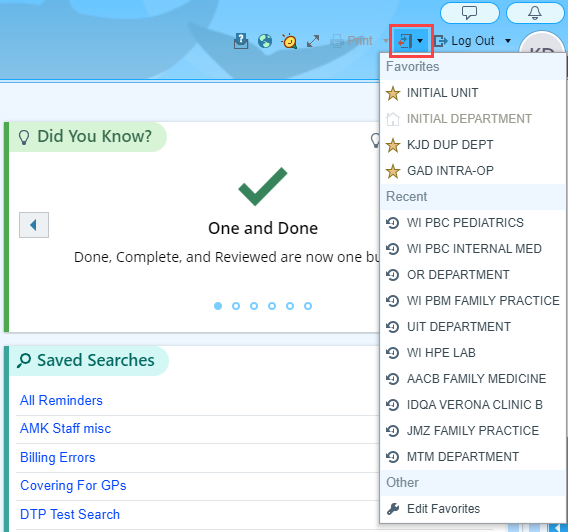 Print
Log Out
KD
Favorites
INITIAL UNIT
INITIAL DEPARTMENT
KJD DUP DEPT
GAD INTRA-OP
Recent
WI PBC PEDIATRICS
WI PBC INTERNAL MED
OR DEPARTMENT
WI PBM FAMILY PRACTICE
UIT DEPARTMENT
WI HPE LAB
AACB FAMILY MEDICINE
IDQA VERONA CLINIC B
JMZ FAMILY PRACTICE
MTM DEPARTMENT
Other
Edit Favorites
Did You Know?
One and Done
Done, Complete, and Reviewed are now one bu
Saved Searches
All Reminders
AMK Staff misc
Billing Errors
Covering For GPs
DTP Test Search